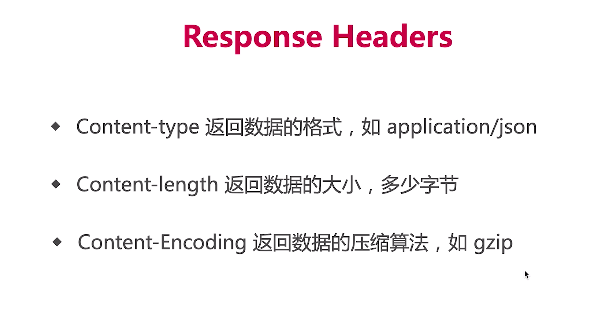 Response Headers
Content-type 返回数据的格式，如 application/json
Content-length 返回数据的大小，多少字节
Content-Encoding 返回数据的压缩算法，如 gzip